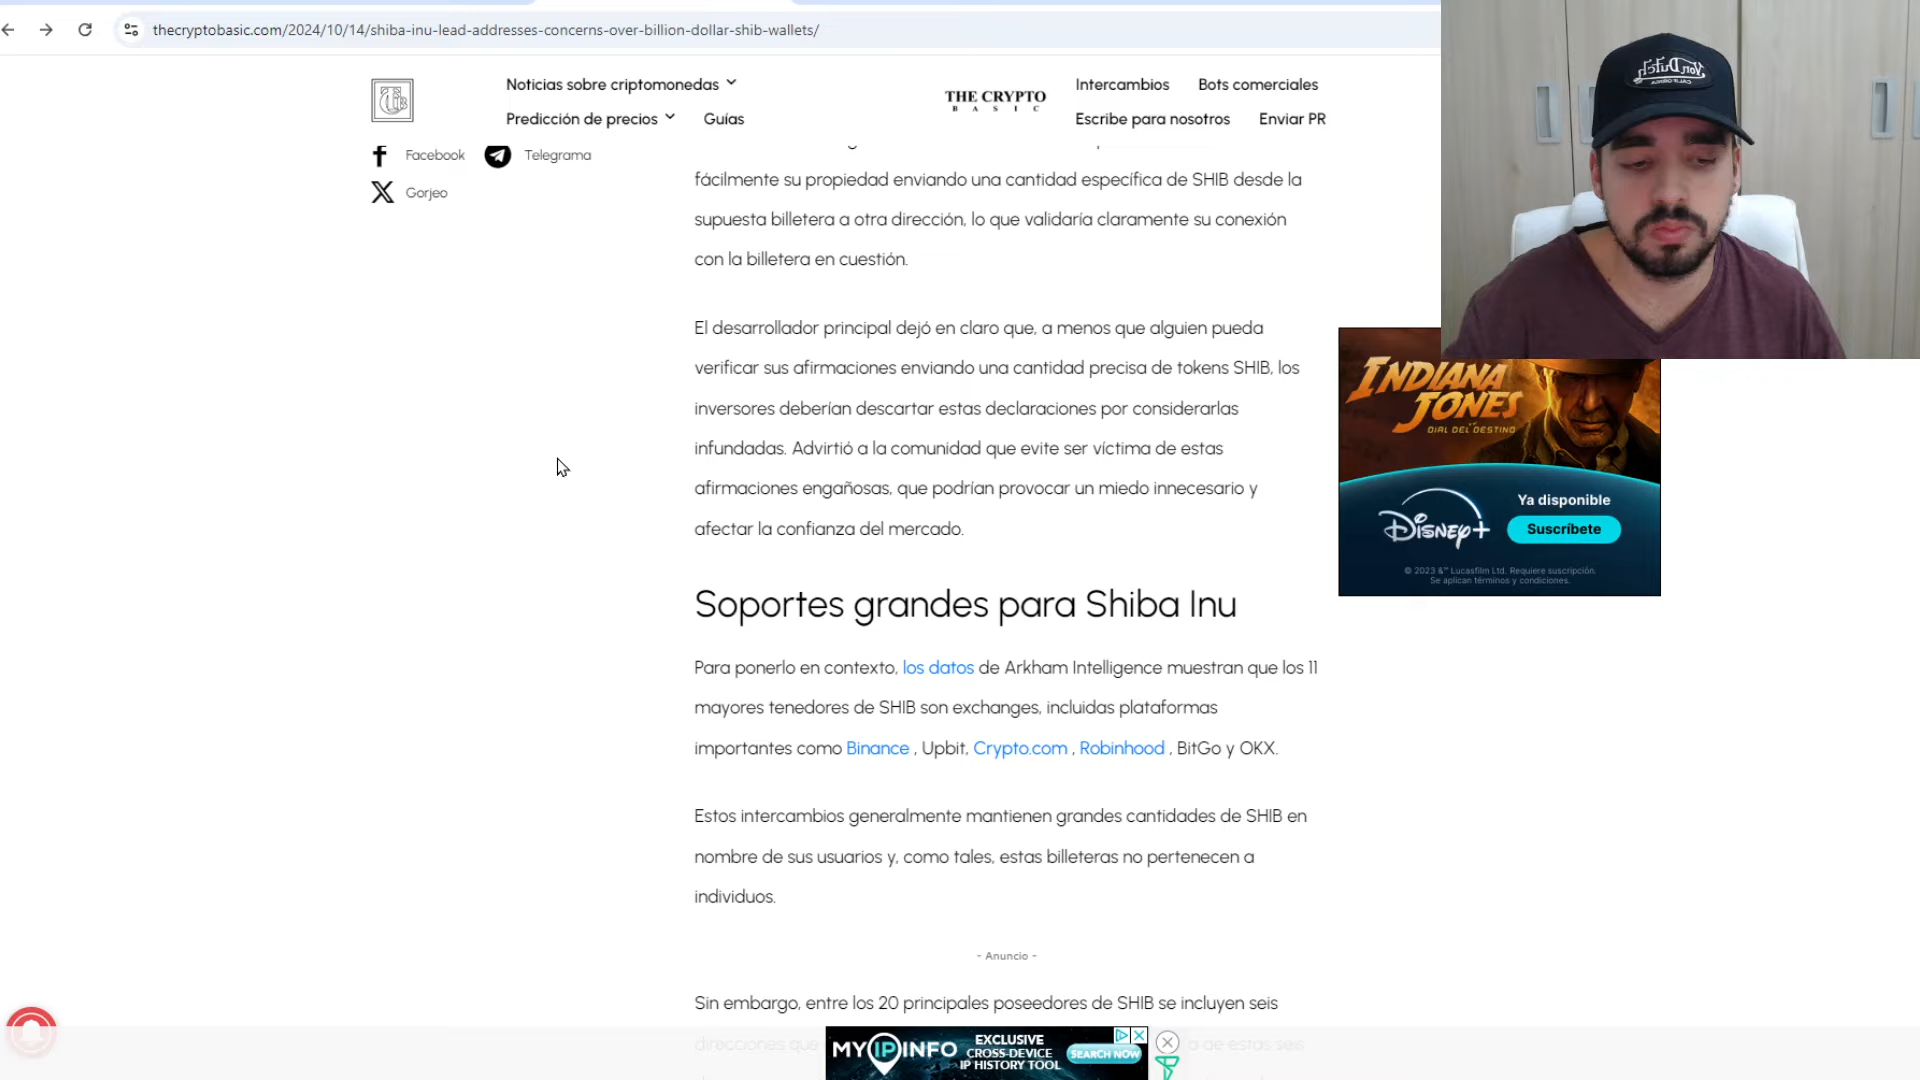 thecryptobasic.com/2024/10/14/shiba-inu-lead-addresses-concerns-over-billion-dollar-shib-wallets/
Noticias sobre criptomonedas
Predicción de precios
Guías
THE CRYPTO
BASIC
Intercambios
Bots comerciales
Escribe para nosotros
Enviar PR
Facebook
Telegrama
Gorjeo
fácilmente su propiedad enviando una cantidad específica de SHIB desde la
supuesta billetera a otra dirección, lo que validaría claramente su conexión
con la billetera en cuestión.
El desarrollador principal dejó en claro que, a menos que alguien pueda
verificar sus afirmaciones enviando una cantidad precisa de tokens SHIB, los
inversores deberían descartar estas declaraciones por considerarlas
infundadas. Advirtió a la comunidad que evite ser víctima de estas
afirmaciones engañosas, que podrían provocar un miedo innecesario y
afectar la confianza del mercado.
Soportes grandes para Shiba Inu
Para ponerlo en contexto, los datos de Arkham Intelligence muestran que los 11
mayores tenedores de SHIB son exchanges, incluidas plataformas
importantes como Binance , Upbit, Crypto.com , Robinhood , BitGo y OKX.
Estos intercambios generalmente mantienen grandes cantidades de SHIB en
nombre de sus usuarios y, como tales, estas billeteras no pertenecen a
individuos.
- Anuncio -
Sin embargo, entre los 20 principales poseedores de SHIB se incluyen seis
direcciones que
a de estas seis
MYIPINFO
EXCLUSIVE
CROSS-DEVICE
IP HISTORY TOOL
SEARCH NOW
Von Dutch
INDIANA
JONES
DIAL DEL DESTINO
Disney+
Ya disponible
Suscríbete
© 2023 &™ Lucasfilm Ltd. Requiere suscripción.
Se aplican términos y condiciones.